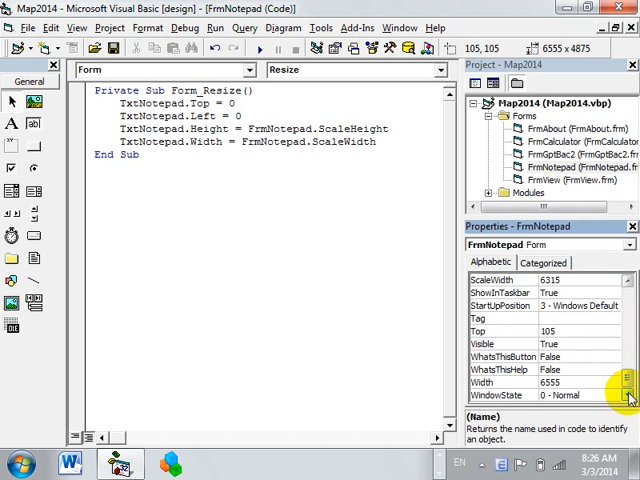 Map2014 - Microsoft Visual Basic [design] - [FrmNotepad (Code)]
File Edit View Project Format Debug Run Query Diagram Tools Add-Ins Window Help
105, 105 6555 x 4875
General
Form Resize
Private Sub Form_Resize()
TxtNotepad.Top = 0
TxtNotepad.Left = 0
TxtNotepad.Height = FrmNotepad.ScaleHeight
TxtNotepad.Width = FrmNotepad.ScaleWidth
End Sub
Project - Map2014
Map2014 (Map2014.vbp)
Forms
FrmAbout (FrmAbout.frm)
FrmCalculator (FrmCalculator
FrmGptBac2 (FrmGptBac2.fr
FrmNotepad (FrmNotepad.fr
FrmView (FrmView.frm)
Modules
Properties - FrmNotepad
FrmNotepad Form
Alphabetic Categorized
ScaleWidth 6315
ShowInTaskbar True
StartUpPosition 3 - Windows Default
Tag
Top 105
Visible True
WhatsThisButton False
WhatsThisHelp False
Width 6555
WindowState 0 - Normal
(Name)
Returns the name used in code to identify
an object.
EN
8:26 AM
3/3/2014